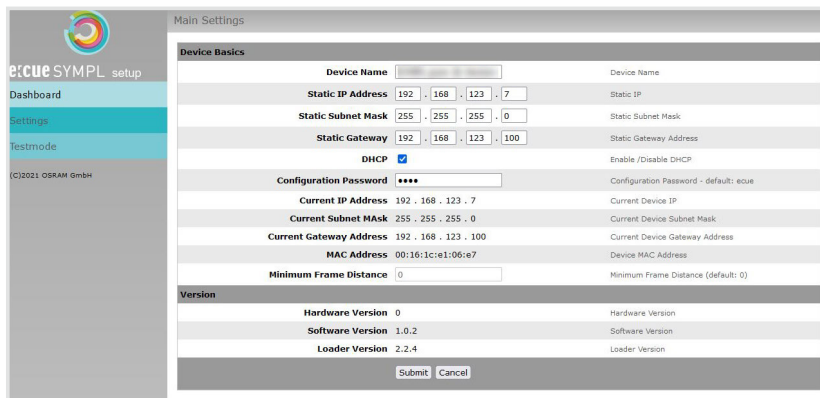 Main Settings
e:cue SYMPL setup
Dashboard
Settings
Testmode
(C)2021 OSRAM GmbH
Device Basics
Device Name Device Name
Static IP Address 192 . 168 . 123 . 7 Static IP
Static Subnet Mask 255 . 255 . 255 . 0 Static Subnet Mask
Static Gateway 192 . 168 . 123 . 100 Static Gateway Address
DHCP Enable /Disable DHCP
Configuration Password •••• Configuration Password - default: ecue
Current IP Address 192 . 168 . 123 . 7 Current Device IP
Current Subnet MAsk 255 . 255 . 255 . 0 Current Device Subnet Mask
Current Gateway Address 192 . 168 . 123 . 100 Current Device Gateway Address
MAC Address 00:16:1c:e1:06:e7 Device MAC Address
Minimum Frame Distance 0 Minimum Frame Distance (default: 0)
Version
Hardware Version 0 Hardware Version
Software Version 1.0.2 Software Version
Loader Version 2.2.4 Loader Version
Submit Cancel